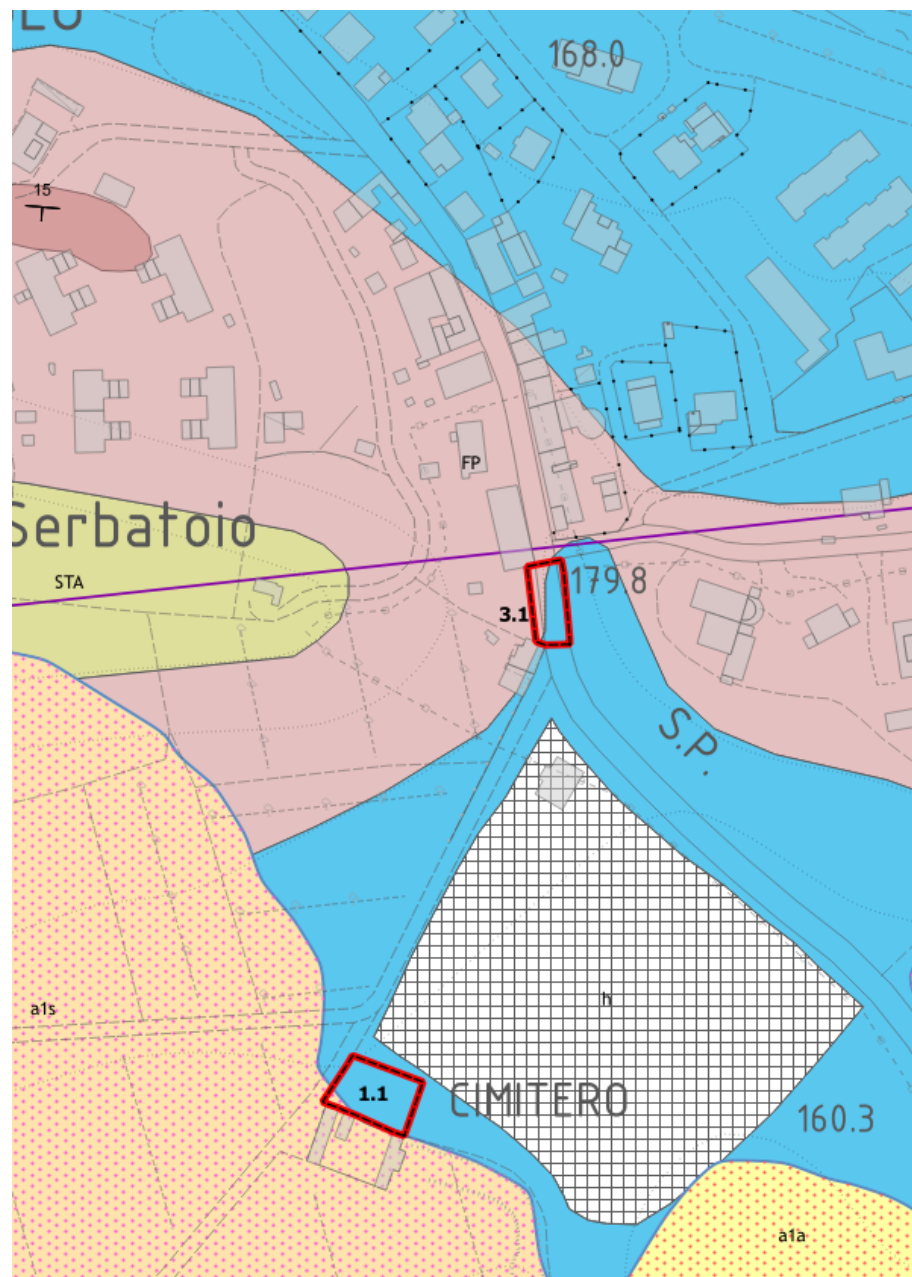 168.0
15
FP
Serbatoio
STA
179.8
3.1
S.P.
a1s
h
1.1
CIMITERO
160.3
a1a